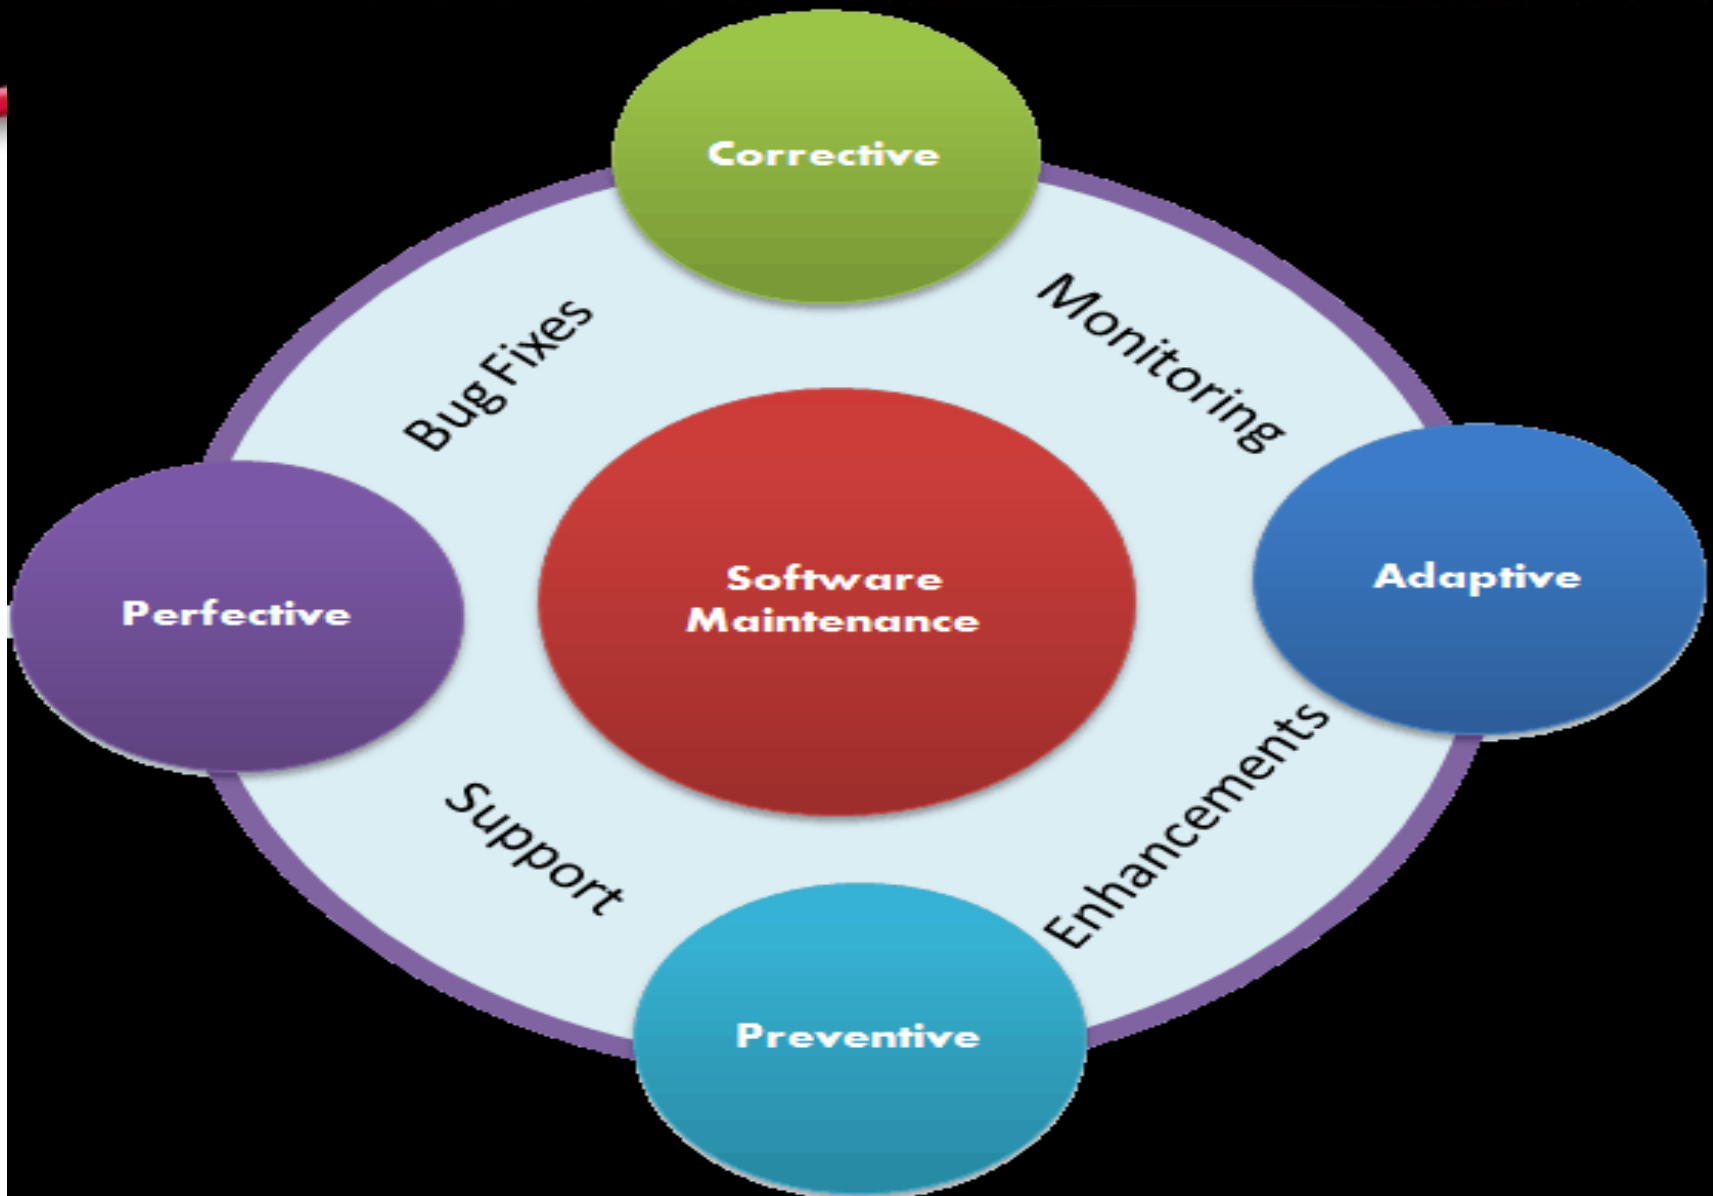 Corrective
Bug Fixes
Monitoring
Perfective
Software
Maintenance
Adaptive
Support
Enhancements
Preventive